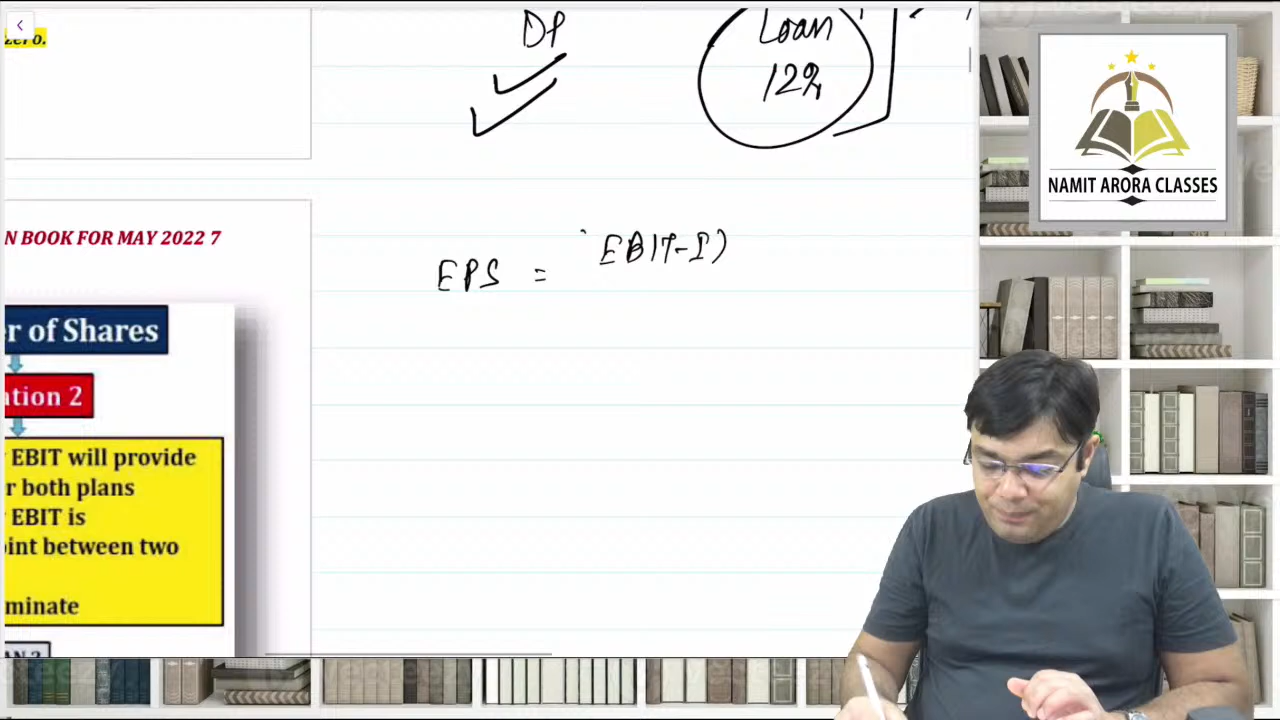 zero.
DP
Loan
12%
NAMIT ARORA CLASSES
N BOOK FOR MAY 2022 7
EPS = EBIT-I)
r of Shares
ation 2
EBIT will provide
r both plans
EBIT is
oint between two
minate